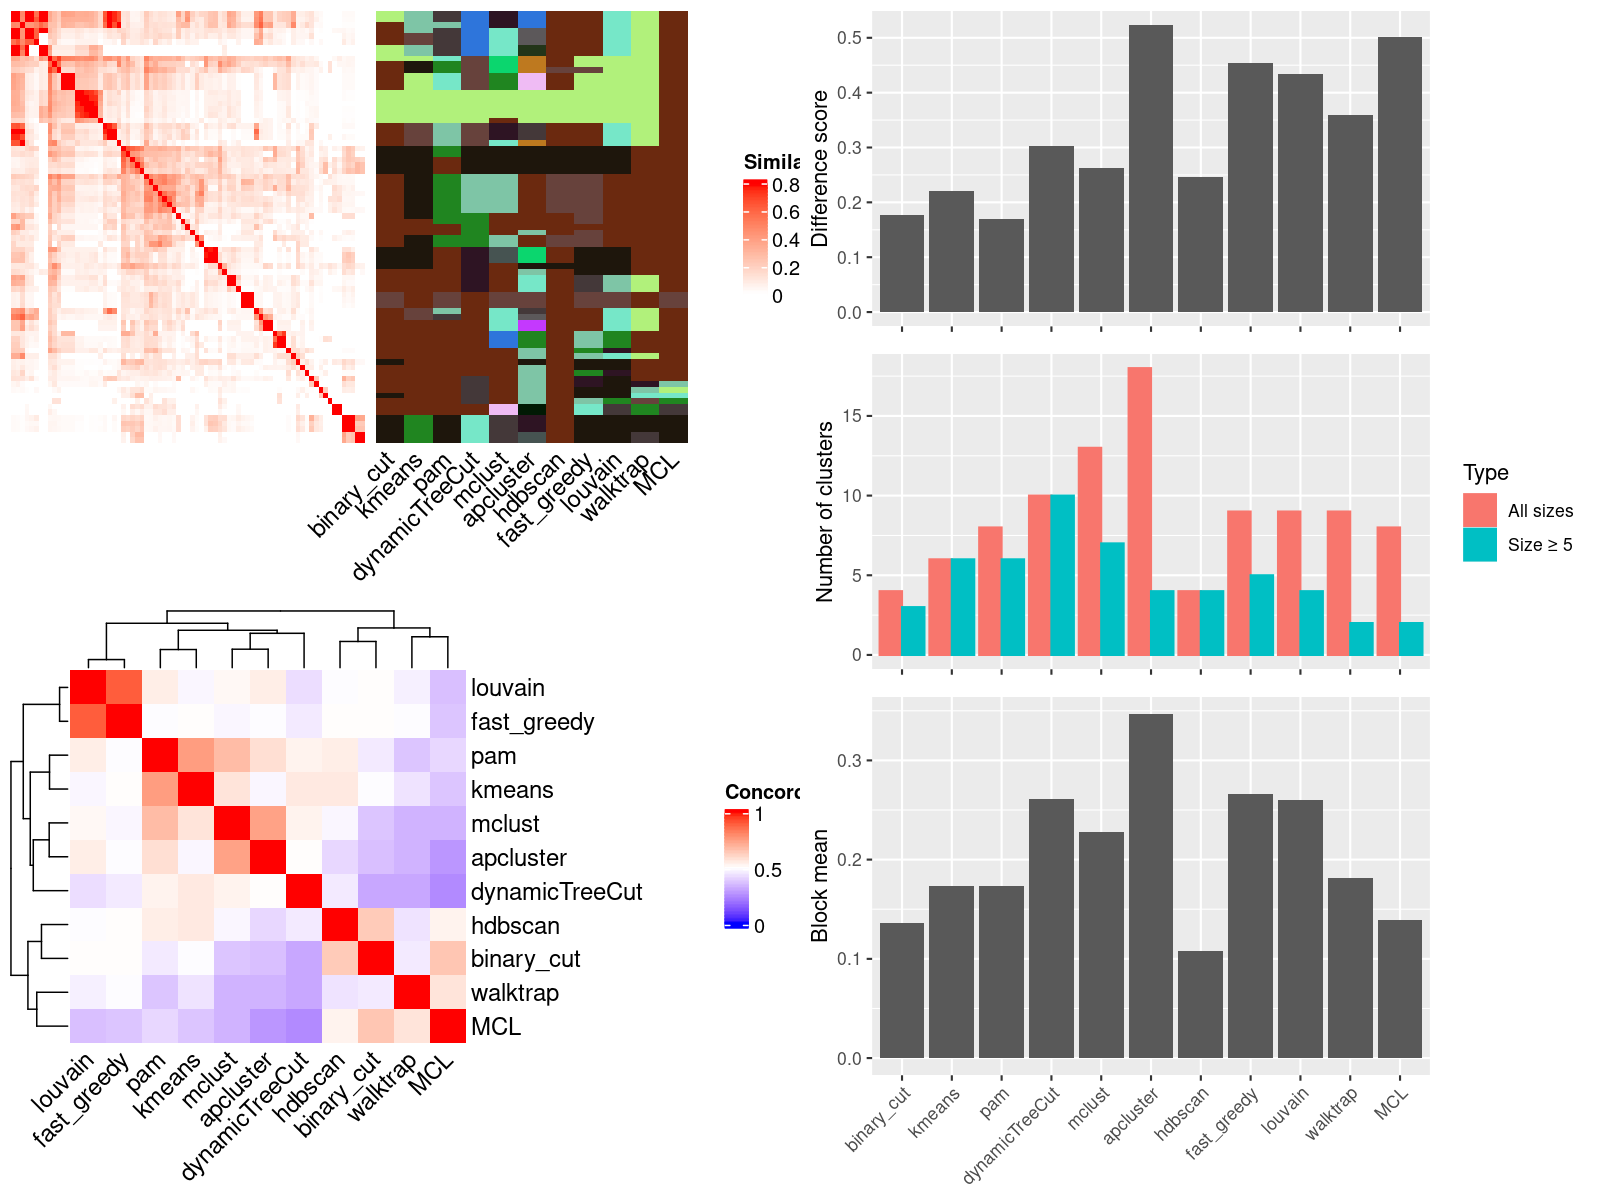 Simila
0.8
0.6
0.4
0.2
0
binary_cut
kmeans
pam
dynamicTreeCut
mclust
apcluster
hdbscan
fast_greedy
louvain
walktrap
MCL
Difference score
0.5
0.4
0.3
0.2
0.1
0.0
Number of clusters
15
10
5
0
Type
All sizes
Size ≥ 5
louvain
fast_greedy
pam
kmeans
mclust
apcluster
dynamicTreeCut
hdbscan
binary_cut
walktrap
MCL
louvain
fast_greedy
pam
kmeans
mclust
apcluster
dynamicTreeCut
hdbscan
binary_cut
walktrap
MCL
Concord
1
0.5
0
Block mean
0.3
0.2
0.1
0.0
binary_cut
kmeans
pam
dynamicTreeCut
mclust
apcluster
hdbscan
fast_greedy
louvain
walktrap
MCL